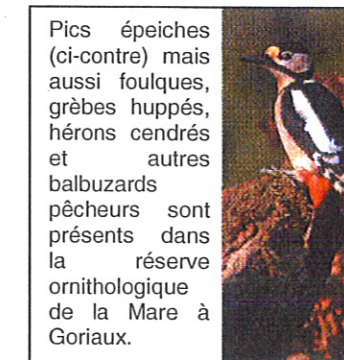 Pics épeiches
(ci-contre) mais
aussi foulques,
grèbes huppés,
hérons cendrés
et autres
balbuzards
pêcheurs sont
présents dans
la réserve
ornithologique
de la Mare à
Goriaux.